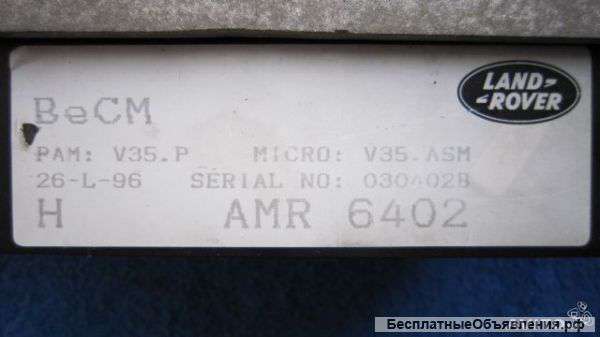 BeCM
LAND-
-ROVER
PAM: V35.P MICRO: V35.ASM
26-L-96 SERIAL NO: 030402B
H AMR 6402
БесплатныеОбъявления.рф